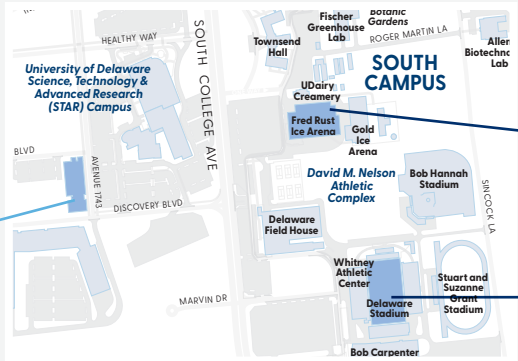 HEALTHY WAY
SOUTH COLLEGE AVE
Townsend
Hall
Fischer
Greenhouse
Lab
Botanic
Gardens
ROGER MARTIN LA
Allen
Lab
SOUTH
CAMPUS
University of Delaware
Science, Technology &
Advanced Research
(STAR) Campus
UDairy
Creamery
Fred Rust
Ice Arena
Gold
Ice
Arena
BLVD
AVENUE 1743
DISCOVERY BLVD
David M. Nelson
Athletic
Complex
Bob Hannah
Stadium
SINCOCK LA
Delaware
Field House
Whitney
Athletic
Center
Delaware
Stadium
Stuart and
Suzanne
Grant
Stadium
MARVIN DR
Bob Carpenter